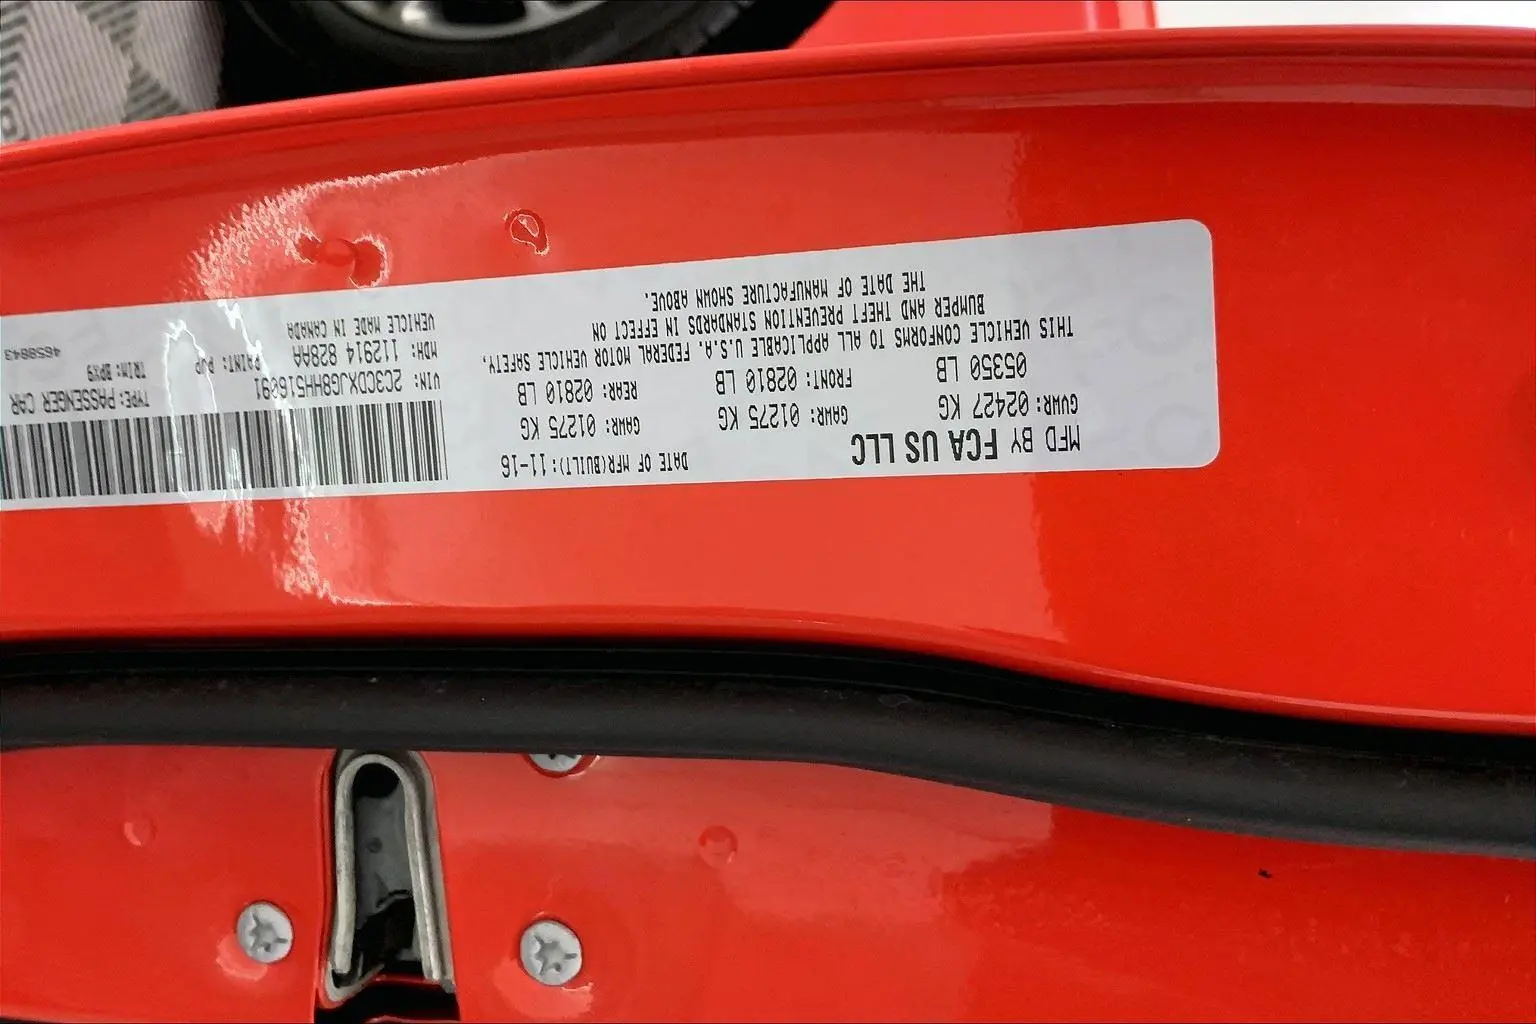 MFD BY FCA US LLC
DATE OF MFR(BUILT):11-16
GVWR: 02427 KG
05350 LB
GAWR: 01275 KG
FRONT: 02810 LB
GAWR: 01275 KG
REAR: 02810 LB
THIS VEHICLE CONFORMS TO ALL APPLICABLE U.S.A. FEDERAL MOTOR VEHICLE SAFETY,
BUMPER AND THEFT PREVENTION STANDARDS IN EFFECT ON
THE DATE OF MANUFACTURE SHOWN ABOVE.
VIN: 2C3CDXJG8HH516091
TYPE: PASSENGER CAR
MDH: 112914 828AA
PAINT: PJP
TRIM: BPX9
VEHICLE MADE IN CANADA
4658843